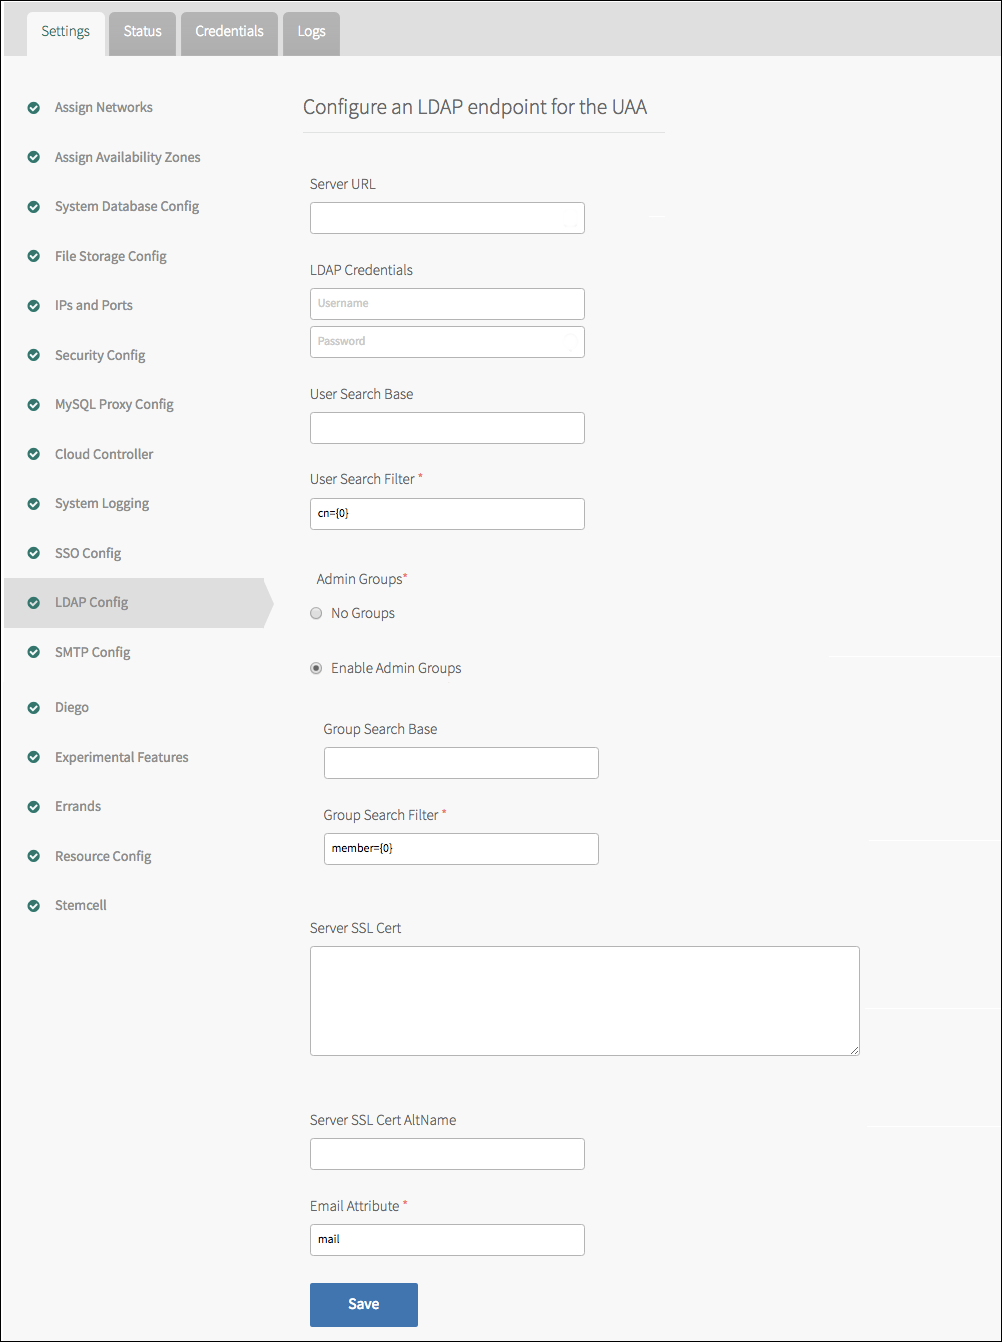 Settings
Status
Credentials
Logs
Assign Networks
Assign Availability Zones
System Database Config
File Storage Config
IPs and Ports
Security Config
MySQL Proxy Config
Cloud Controller
System Logging
SSO Config
LDAP Config
SMTP Config
Diego
Experimental Features
Errands
Resource Config
Stemcell
Configure an LDAP endpoint for the UAA
Server URL
LDAP Credentials
Username
Password
User Search Base
User Search Filter *
cn={0}
Admin Groups*
No Groups
Enable Admin Groups
Group Search Base
Group Search Filter *
member={0}
Server SSL Cert
Server SSL Cert AltName
Email Attribute *
mail
Save